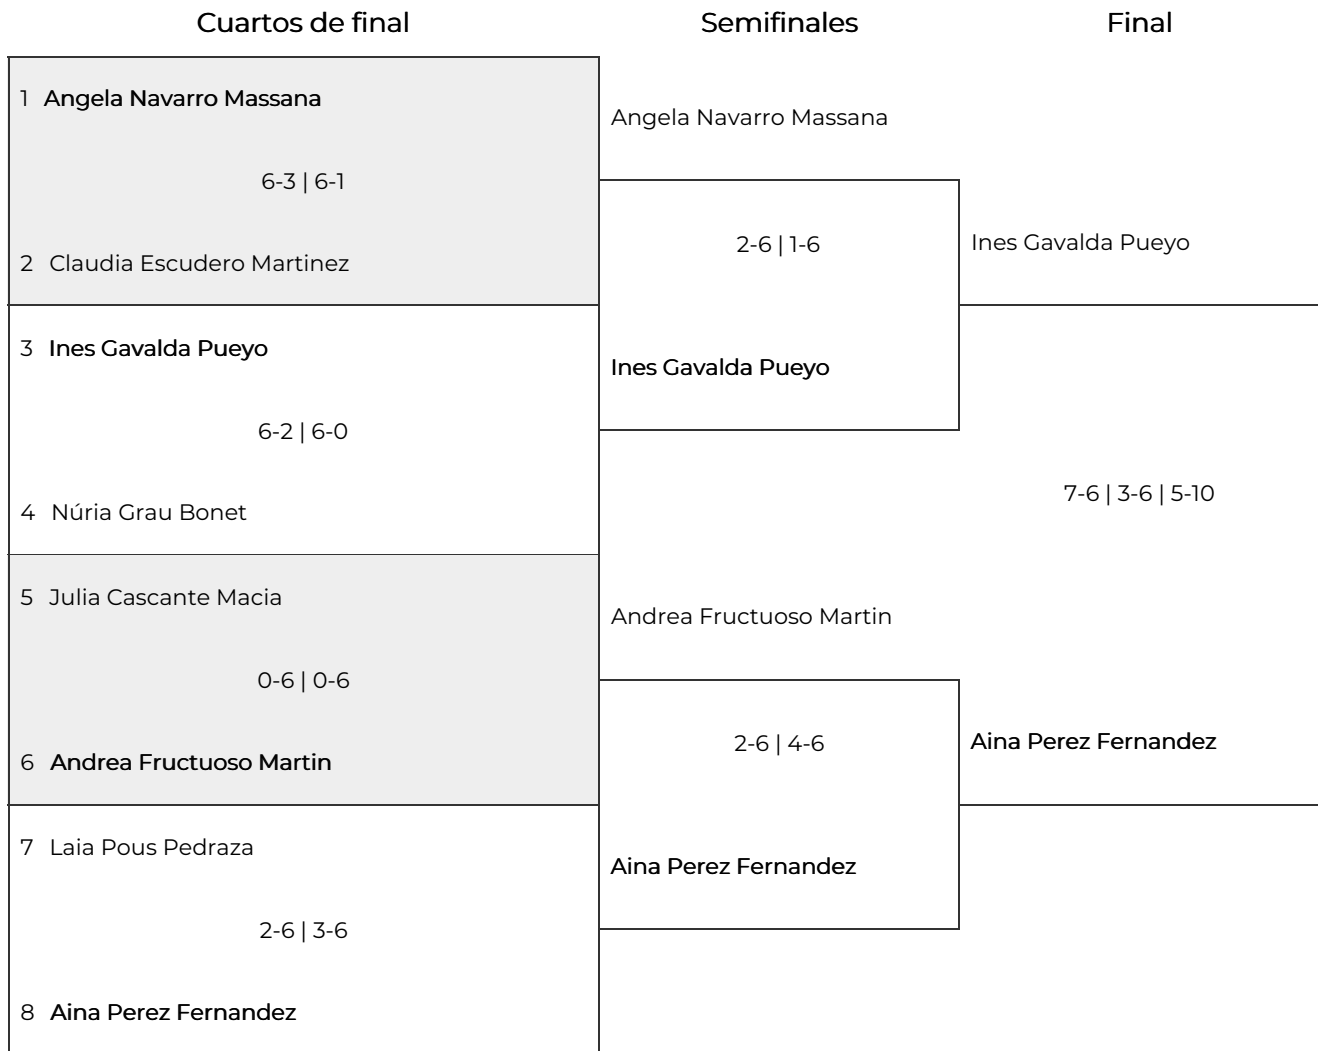 Cuartos de final
Semifinales
Final
1 Angela Navarro Massana
6-3 | 6-1
2 Claudia Escudero Martinez
3 Ines Gavalda Pueyo
6-2 | 6-0
4 Núria Grau Bonet
5 Julia Cascante Macia
0-6 | 0-6
6 Andrea Fructuoso Martin
7 Laia Pous Pedraza
2-6 | 3-6
8 Aina Perez Fernandez
Angela Navarro Massana
2-6 | 1-6
Ines Gavalda Pueyo
Andrea Fructuoso Martin
2-6 | 4-6
Aina Perez Fernandez
Ines Gavalda Pueyo
7-6 | 3-6 | 5-10
Aina Perez Fernandez